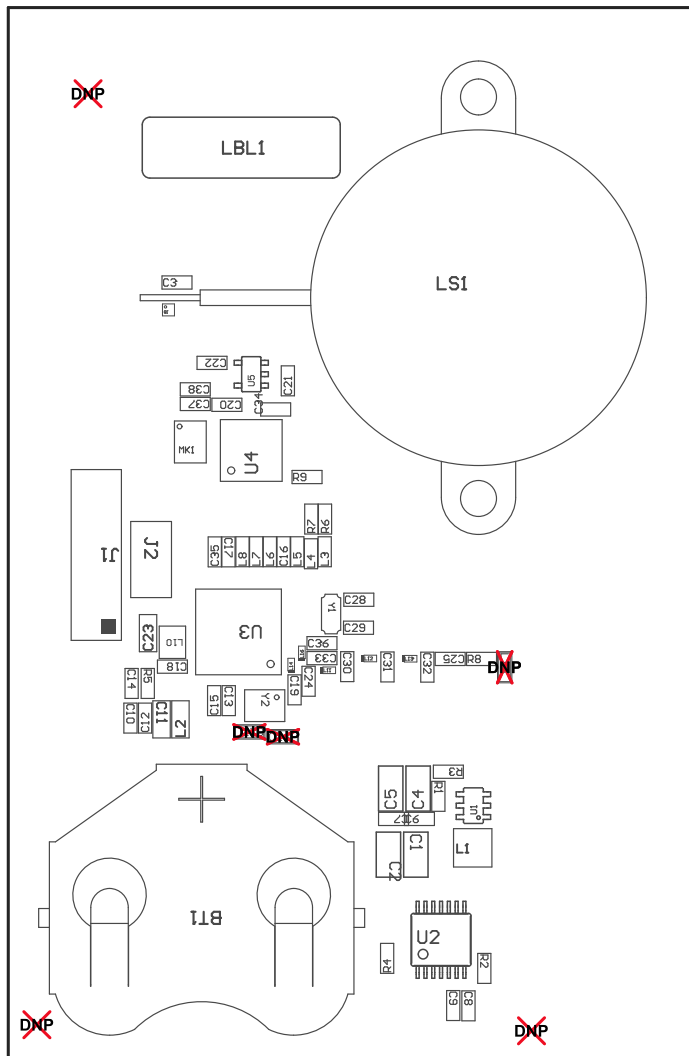 DNP
LBL1
LS1
C3
C22
U5
C21
C38
C37
C20
C34
MK1
U4
R9
R7
R6
J1
J2
C35
C17
L8
L7
L6
C16
L5
L4
L3
U3
Y1
C28
C29
C23
L10
C18
C36
C33
C30
C31
C32
C25
R8
DNP
C14
R5
C15
C13
Y2
C19
C24
C10
C12
C11
L2
DNP
DNP
C5
C4
R3
R1
U1
C7
C6
C2
C1
L1
BT1
U2
R4
R2
C9
C8
DNP
DNP